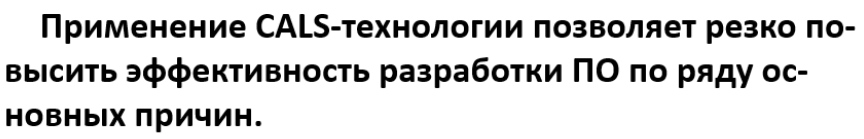 Применение CALS-технологии позволяет резко по-
высить эффективность разработки ПО по ряду ос-
новных причин.